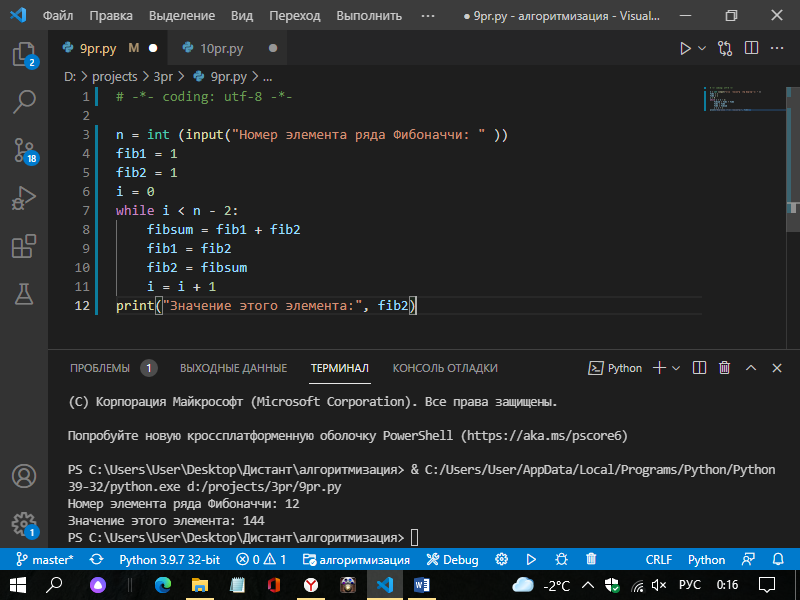 Файл Правка Выделение Вид Переход Выполнить ··· ● 9pr.py - алгоритмизация - Visual...
9pr.py M ● 10pr.py ●
D: > projects > 3pr > 9pr.py > ...
1 # -*- coding: utf-8 -*-
2
3 n = int (input("Номер элемента ряда Фибоначчи: " ))
4 fib1 = 1
5 fib2 = 1
6 i = 0
7 while i < n - 2:
8 fibsum = fib1 + fib2
9 fib1 = fib2
10 fib2 = fibsum
11 i = i + 1
12 print("Значение этого элемента:", fib2)
2
18
1
ПРОБЛЕМЫ 1 ВЫХОДНЫЕ ДАННЫЕ ТЕРМИНАЛ КОНСОЛЬ ОТЛАДКИ Python
(C) Корпорация Майкрософт (Microsoft Corporation). Все права защищены.
Попробуйте новую кроссплатформенную оболочку PowerShell (https://aka.ms/pscore6)
PS C:\Users\User\Desktop\Дистант\алгоритмизация> & C:/Users/User/AppData/Local/Programs/Python/Python
39-32/python.exe d:/projects/3pr/9pr.py
Номер элемента ряда Фибоначчи: 12
Значение этого элемента: 144
PS C:\Users\User\Desktop\Дистант\алгоритмизация>
master* Python 3.9.7 32-bit 0 1 алгоритмизация Debug CRLF Python
-2°C РУС 0:16